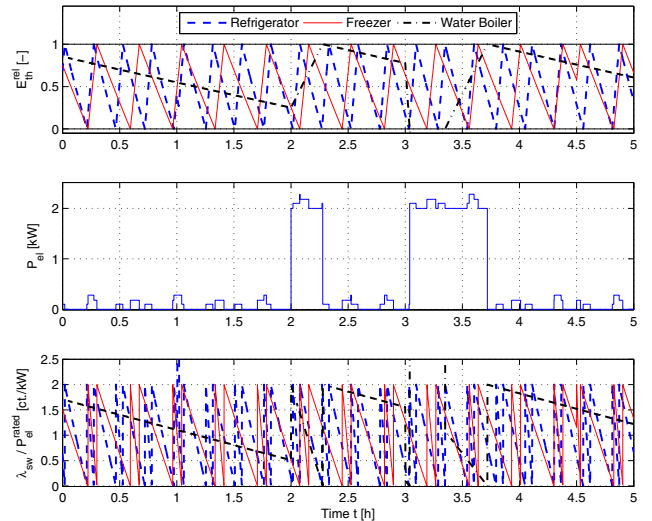 Refrigerator Freezer Water Boiler
E_th^rel [−]
1
0.5
0
0 0.5 1 1.5 2 2.5 3 3.5 4 4.5 5
P_el [kW]
2
1
0
0 0.5 1 1.5 2 2.5 3 3.5 4 4.5 5
λ_sw / P_el^rated [ct./kW]
2.5
2
1.5
1
0.5
0
0 0.5 1 1.5 2 2.5 3 3.5 4 4.5 5
Time t [h]